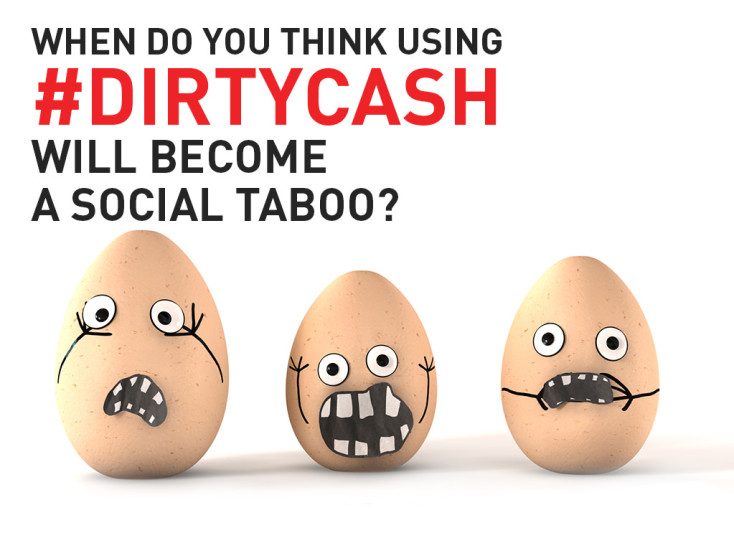 WHEN DO YOU THINK USING
#DIRTYCASH
WILL BECOME
A SOCIAL TABOO?